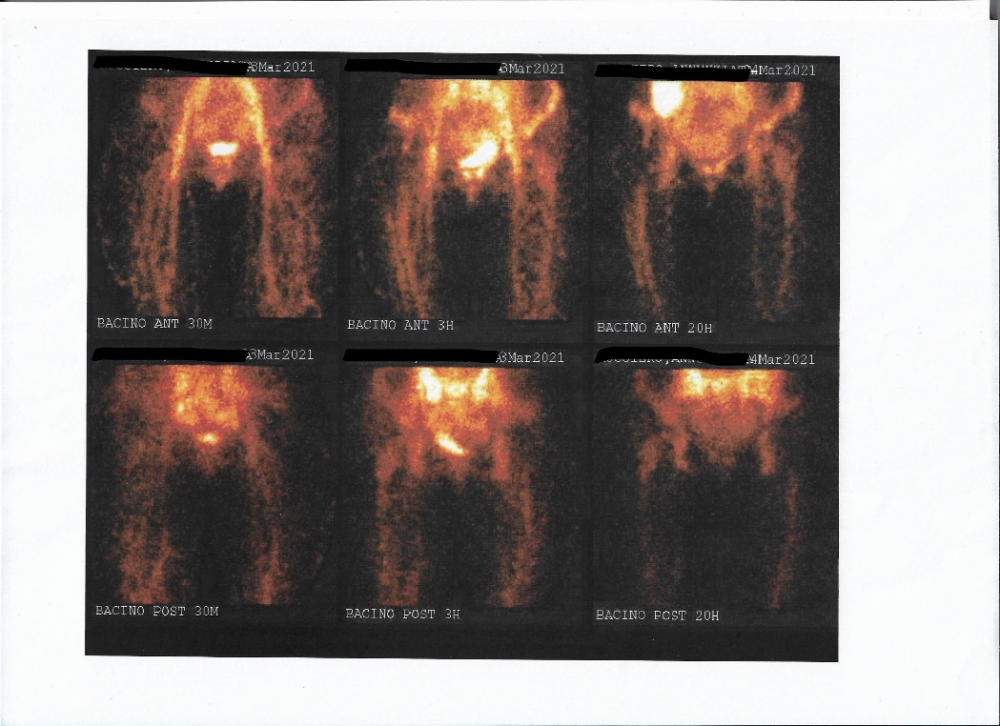 3Mar2021
3Mar2021
4Mar2021
BACINO ANT 30M
BACINO ANT 3H
BACINO ANT 20H
3Mar2021
3Mar2021
4Mar2021
BACINO POST 30M
BACINO POST 3H
BACINO POST 20H